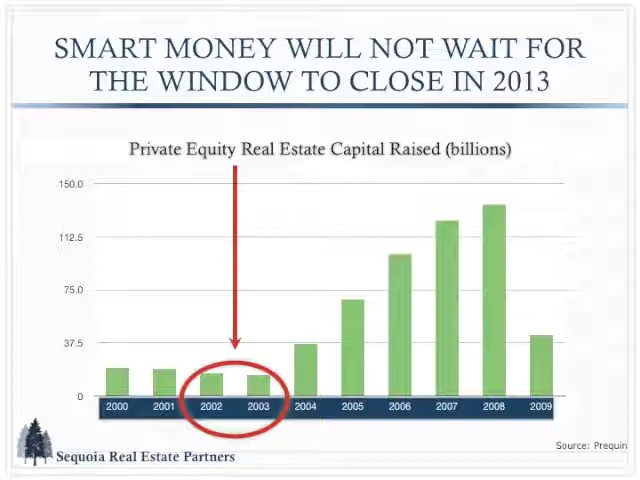 SMART MONEY WILL NOT WAIT FOR
THE WINDOW TO CLOSE IN 2013
Private Equity Real Estate Capital Raised (billions)
150.0
112.5
75.0
37.5
0
2000 2001 2002 2003 2004 2005 2006 2007 2008 2009
Source: Prequin
Sequoia Real Estate Partners